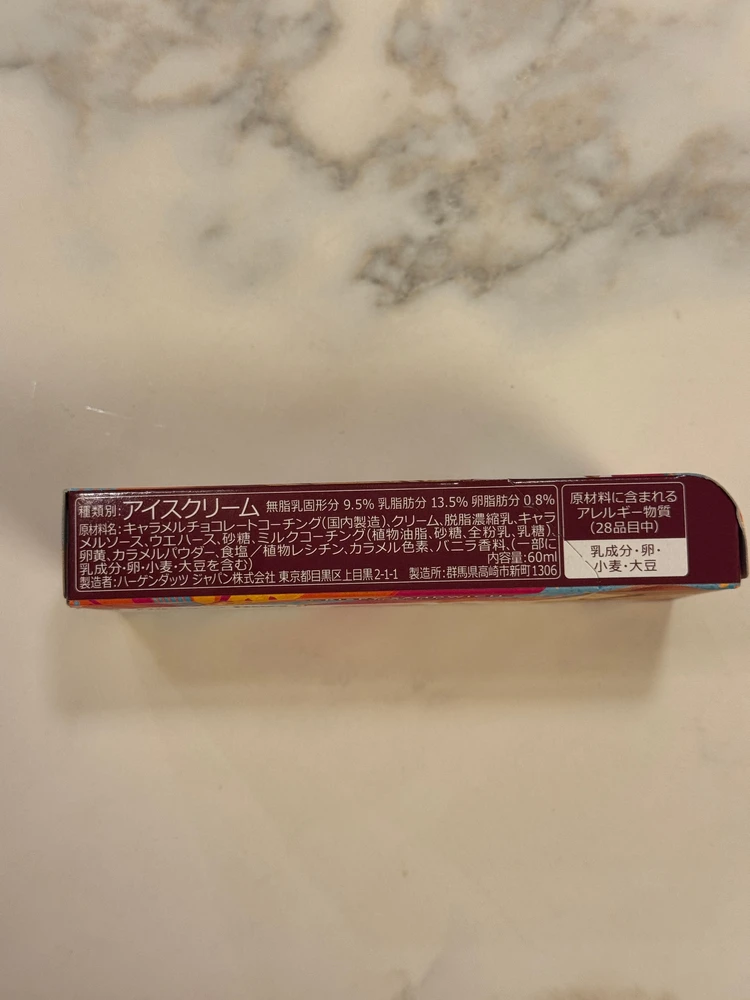 種類別:アイスクリーム 無脂乳固形分 9.5% 乳脂肪分 13.5% 卵脂肪分 0.8%
原材料名:キャラメルチョコレートコーチング(国内製造)、クリーム、脱脂濃縮乳、キャラ
メルソース、ウエハース、砂糖、ミルクコーチング(植物油脂、砂糖、全粉乳、乳糖)、
卵黄、カラメルパウダー、食塩/植物レシチン、カラメル色素、バニラ香料、(一部に
乳成分・卵・小麦・大豆を含む) 内容量:60ml
製造者:ハーゲンダッツ ジャパン株式会社 東京都目黒区上目黒2-1-1 製造所:群馬県高崎市新町1306
原材料に含まれる
アレルギー物質
(28品目中)
乳成分・卵・
小麦・大豆